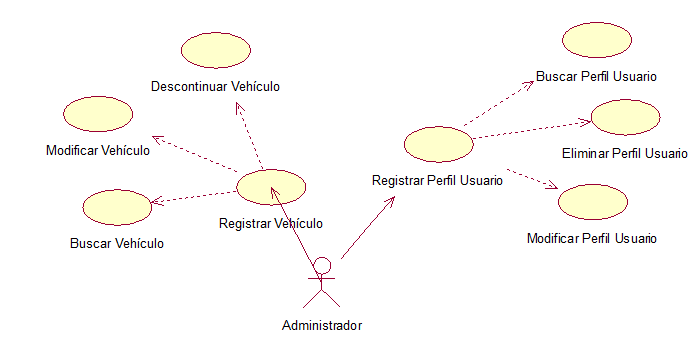 Descontinuar Vehículo
Modificar Vehículo
Buscar Vehículo
Registrar Vehículo
Buscar Perfil Usuario
Eliminar Perfil Usuario
Registrar Perfil Usuario
Modificar Perfil Usuario
Administrador